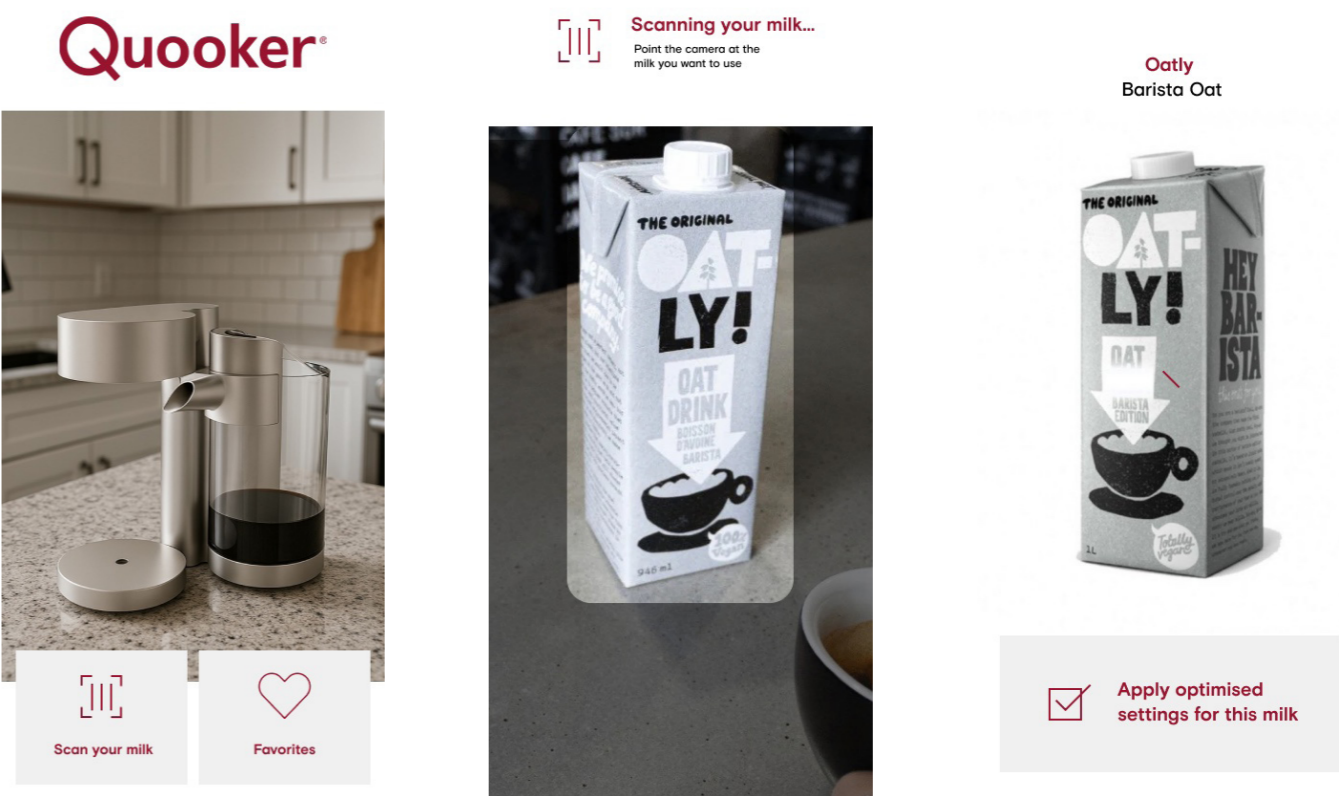 Quooker®
Scan your milk
Favorites
Scanning your milk...
Point the camera at the
milk you want to use
THE ORIGINAL
OAT-
LY!
OAT
DRINK
BOISSON
D'AVOINE
BARISTA
100%
Vegan
946 ml
Oatly
Barista Oat
THE ORIGINAL
OAT-
LY!
OAT
BARISTA
EDITION
Totally
vegan
1L
HEY
BAR-
ISTA
Apply optimised
settings for this milk